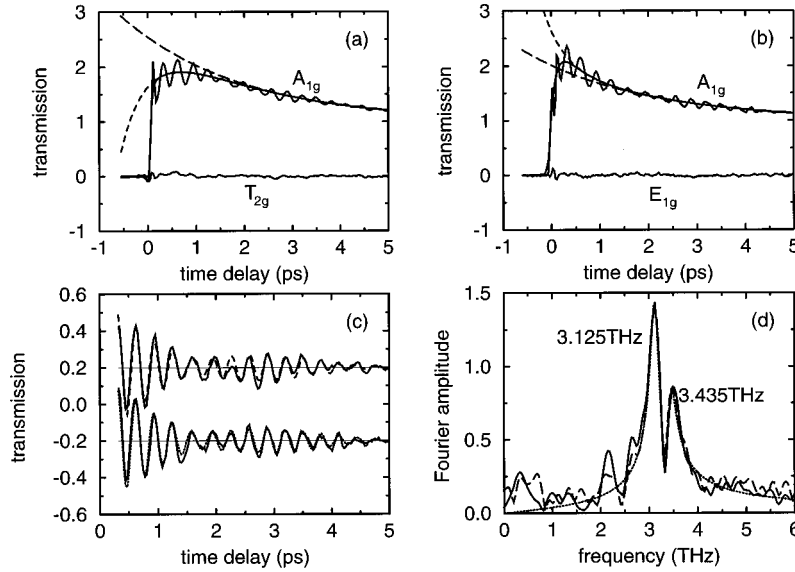 (a)
A1g
T2g
transmission
3
2
1
0
-1
-1 0 1 2 3 4 5
time delay (ps)
(b)
A1g
E1g
transmission
3
2
1
0
-1
-1 0 1 2 3 4 5
time delay (ps)
(c)
transmission
0.6
0.4
0.2
0.0
-0.2
-0.4
-0.6
0 1 2 3 4 5
time delay (ps)
(d)
3.125THz
3.435THz
Fourier amplitude
1.5
1.0
0.5
0.0
0 1 2 3 4 5 6
frequency (THz)